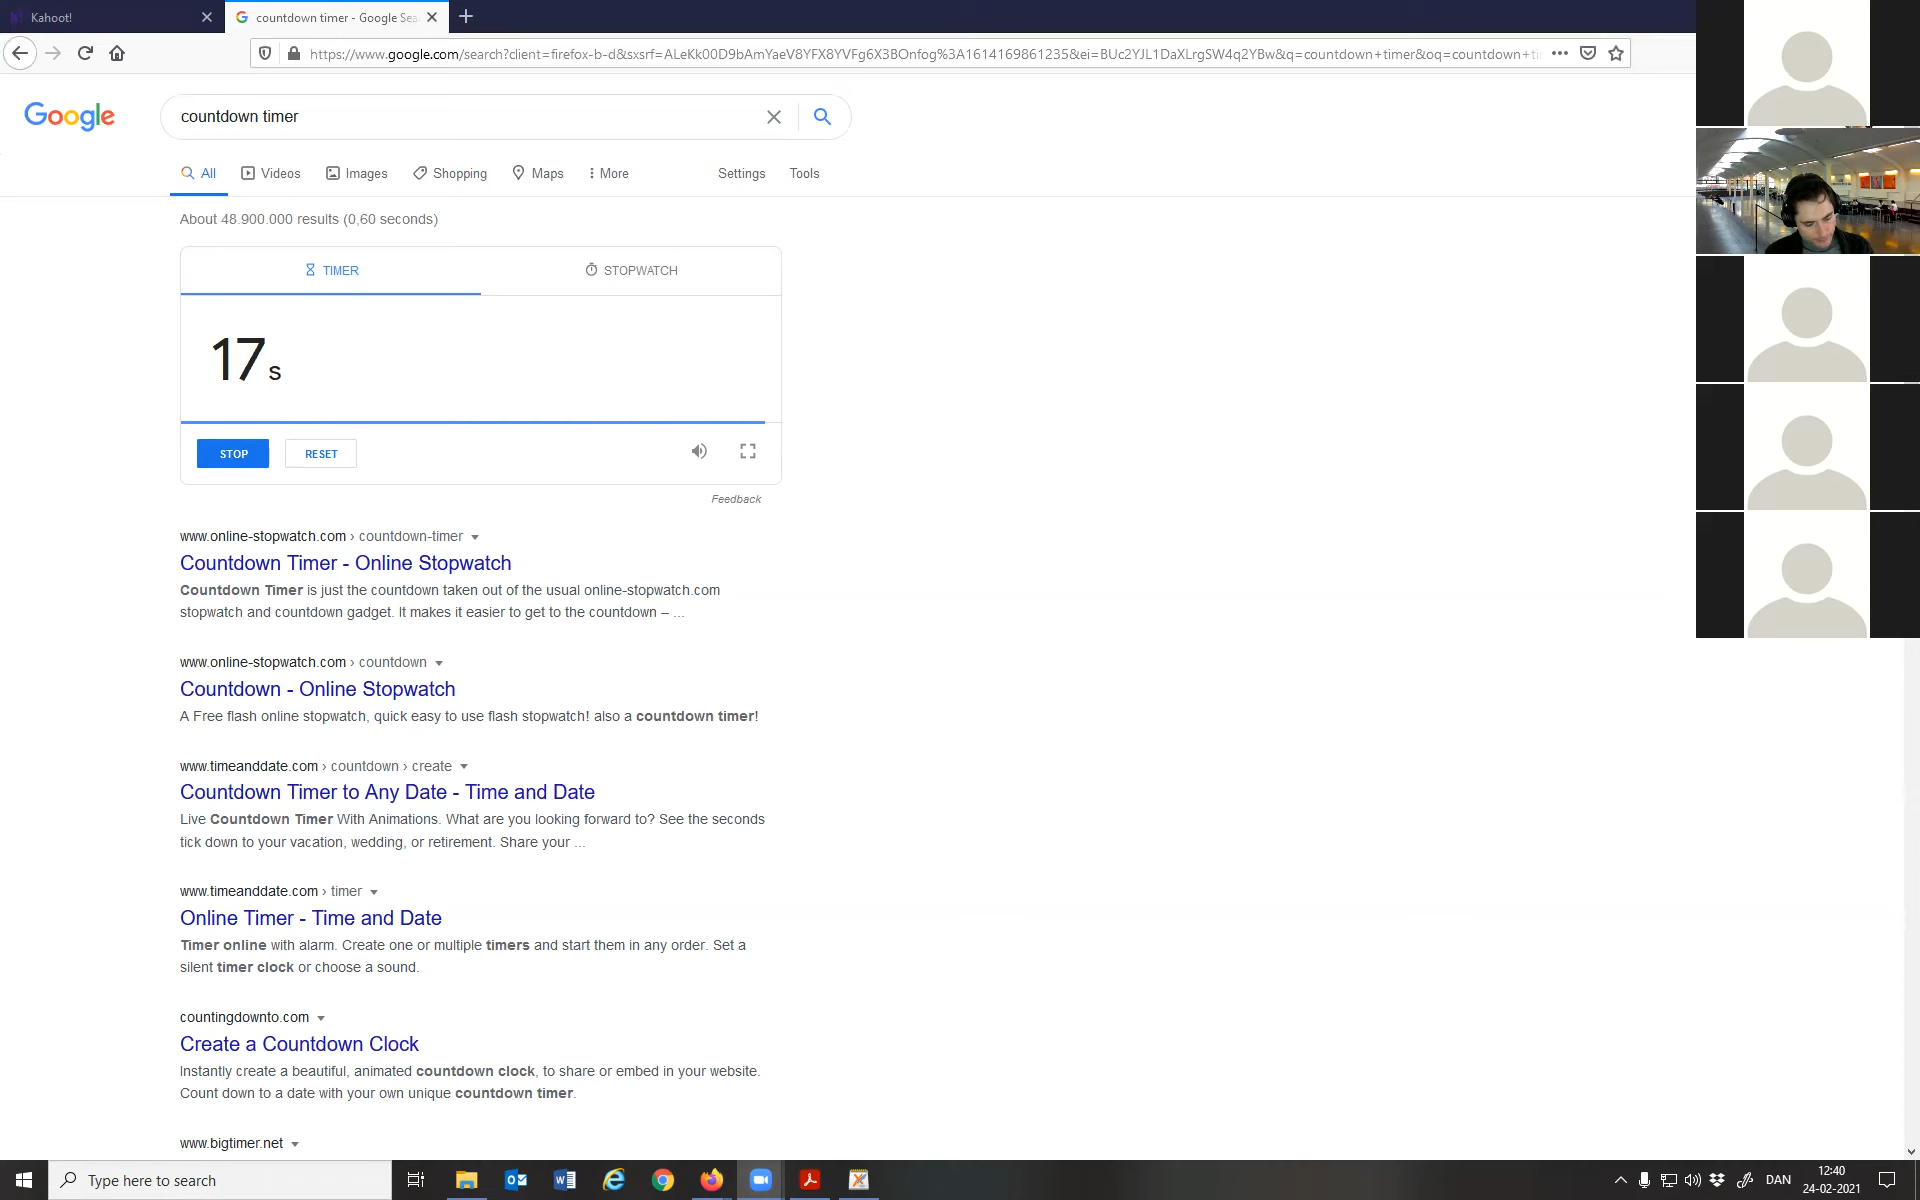 Kahoot!
countdown timer - Google Sea
https://www.google.com/search?client=firefox-b-d&sxsrf=ALeKk00D9bAmYaeV8YFX8YVFg6X3BOnfog%3A1614169861235&ei=BUc2YJL1DaXLrgSW4q2YBw&q=countdown+timer&oq=countdown+ti
Google
countdown timer
All Videos Images Shopping Maps More Settings Tools
About 48.900.000 results (0,60 seconds)
TIMER STOPWATCH
17 s
STOP RESET
Feedback
www.online-stopwatch.com › countdown-timer
Countdown Timer - Online Stopwatch
Countdown Timer is just the countdown taken out of the usual online-stopwatch.com
stopwatch and countdown gadget. It makes it easier to get to the countdown – ...
www.online-stopwatch.com › countdown
Countdown - Online Stopwatch
A Free flash online stopwatch, quick easy to use flash stopwatch! also a countdown timer!
www.timeanddate.com › countdown › create
Countdown Timer to Any Date - Time and Date
Live Countdown Timer With Animations. What are you looking forward to? See the seconds
tick down to your vacation, wedding, or retirement. Share your ...
www.timeanddate.com › timer
Online Timer - Time and Date
Timer online with alarm. Create one or multiple timers and start them in any order. Set a
silent timer clock or choose a sound.
countingdownto.com
Create a Countdown Clock
Instantly create a beautiful, animated countdown clock, to share or embed in your website.
Count down to a date with your own unique countdown timer.
www.bigtimer.net
Type here to search
DAN
12:40
24-02-2021